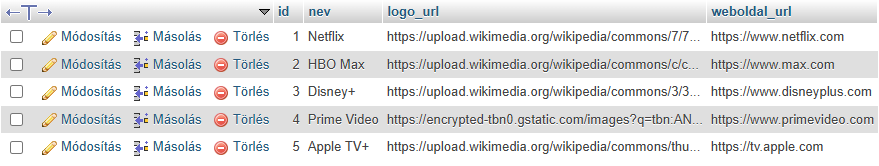 ←T→ id nev logo_url weboldal_url
Módosítás Másolás Törlés 1 Netflix https://upload.wikimedia.org/wikipedia/commons/7/7... https://www.netflix.com
Módosítás Másolás Törlés 2 HBO Max https://upload.wikimedia.org/wikipedia/commons/c/c... https://www.max.com
Módosítás Másolás Törlés 3 Disney+ https://upload.wikimedia.org/wikipedia/commons/3/3... https://www.disneyplus.com
Módosítás Másolás Törlés 4 Prime Video https://encrypted-tbn0.gstatic.com/images?q=tbn:AN... https://www.primevideo.com
Módosítás Másolás Törlés 5 Apple TV+ https://upload.wikimedia.org/wikipedia/commons/thu... https://tv.apple.com